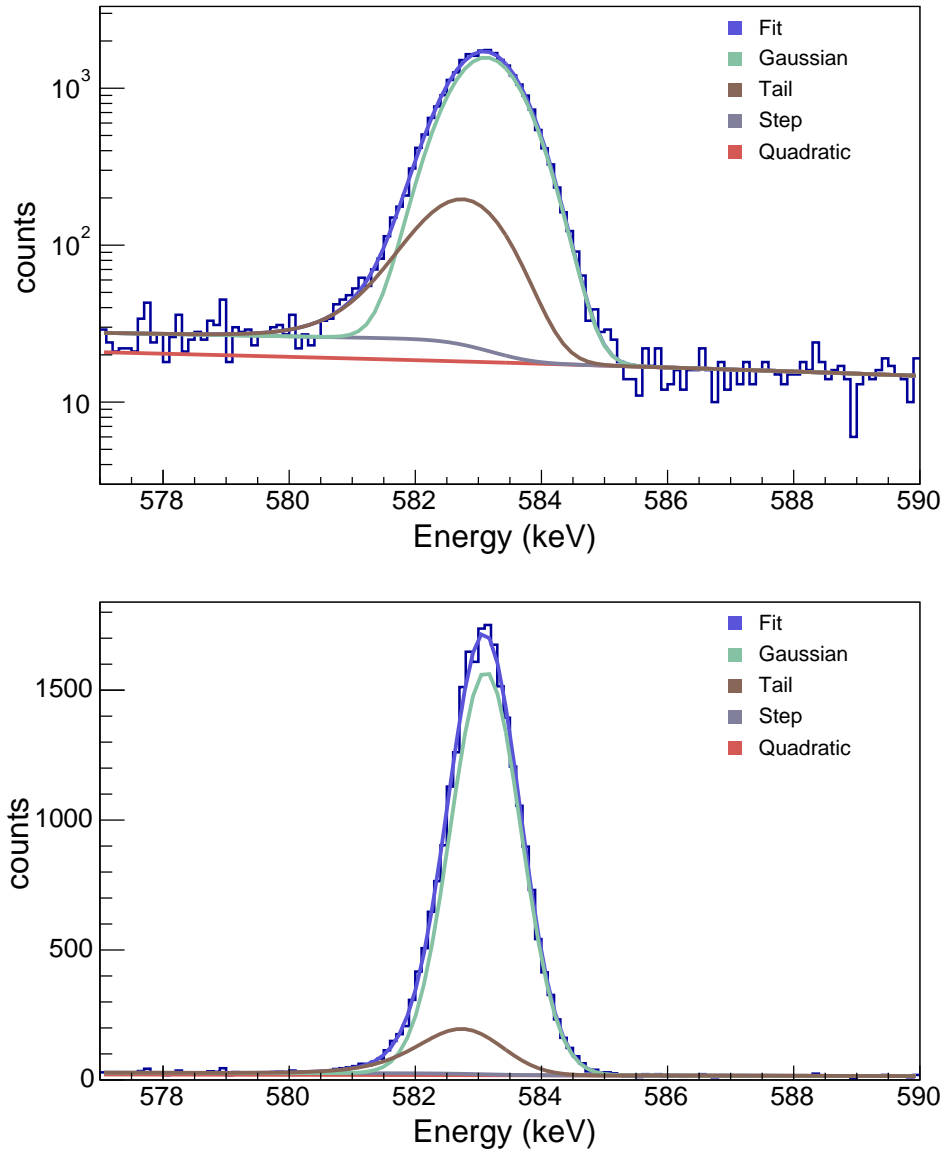 Fit
Gaussian
Tail
Step
Quadratic
10³
10²
10
counts
578 580 582 584 586 588 590
Energy (keV)
Fit
Gaussian
Tail
Step
Quadratic
1500
1000
500
0
counts
578 580 582 584 586 588 590
Energy (keV)